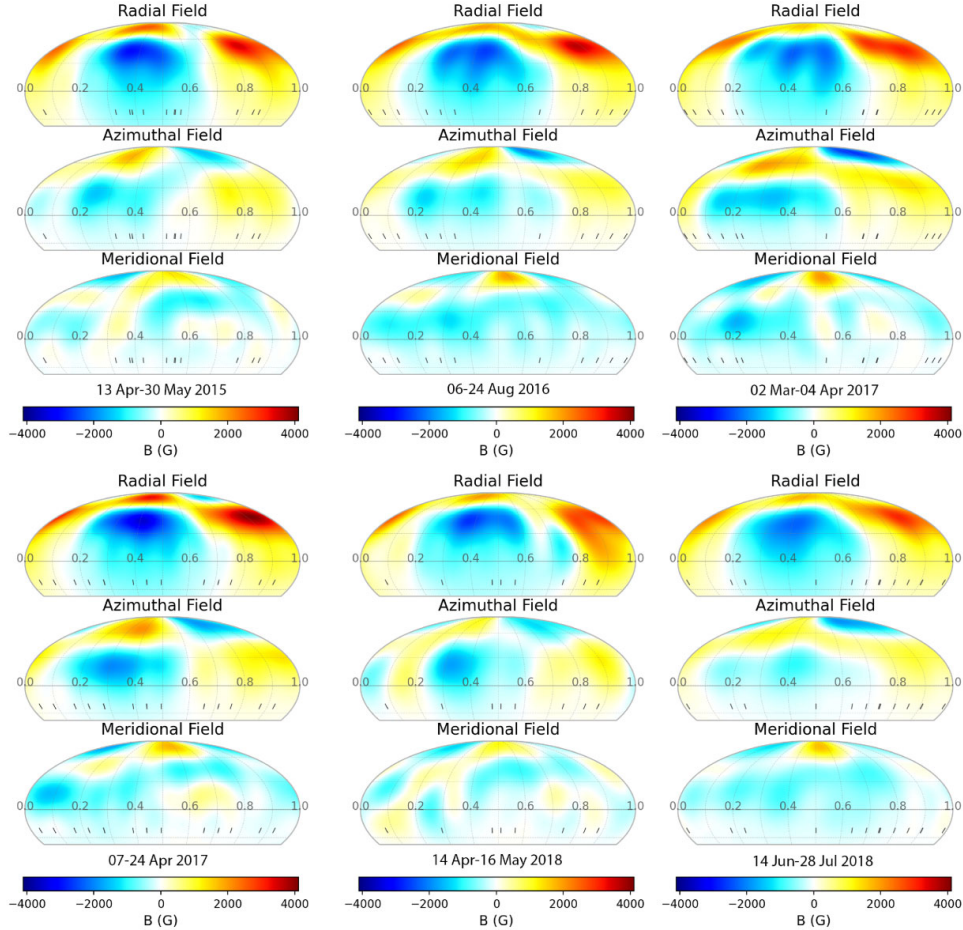 Radial Field Radial Field Radial Field
0.0 0.2 0.4 0.6 0.8 1.0 0.0 0.2 0.4 0.6 0.8 1.0 0.0 0.2 0.4 0.6 0.8 1.0
Azimuthal Field Azimuthal Field Azimuthal Field
0.0 0.2 0.4 0.6 0.8 1.0 0.0 0.2 0.4 0.6 0.8 1.0 0.0 0.2 0.4 0.6 0.8 1.0
Meridional Field Meridional Field Meridional Field
0.0 0.2 0.4 0.6 0.8 1.0 0.0 0.2 0.4 0.6 0.8 1.0 0.0 0.2 0.4 0.6 0.8 1.0
13 Apr-30 May 2015 06-24 Aug 2016 02 Mar-04 Apr 2017
−4000 −2000 0 2000 4000 −4000 −2000 0 2000 4000 −4000 −2000 0 2000 4000
B (G) B (G) B (G)
Radial Field Radial Field Radial Field
0.0 0.2 0.4 0.6 0.8 1.0 0.0 0.2 0.4 0.6 0.8 1.0 0.0 0.2 0.4 0.6 0.8 1.0
Azimuthal Field Azimuthal Field Azimuthal Field
0.0 0.2 0.4 0.6 0.8 1.0 0.0 0.2 0.4 0.6 0.8 1.0 0.0 0.2 0.4 0.6 0.8 1.0
Meridional Field Meridional Field Meridional Field
0.0 0.2 0.4 0.6 0.8 1.0 0.0 0.2 0.4 0.6 0.8 1.0 0.0 0.2 0.4 0.6 0.8 1.0
07-24 Apr 2017 14 Apr-16 May 2018 14 Jun-28 Jul 2018
−4000 −2000 0 2000 4000 −4000 −2000 0 2000 4000 −4000 −2000 0 2000 4000
B (G) B (G) B (G)